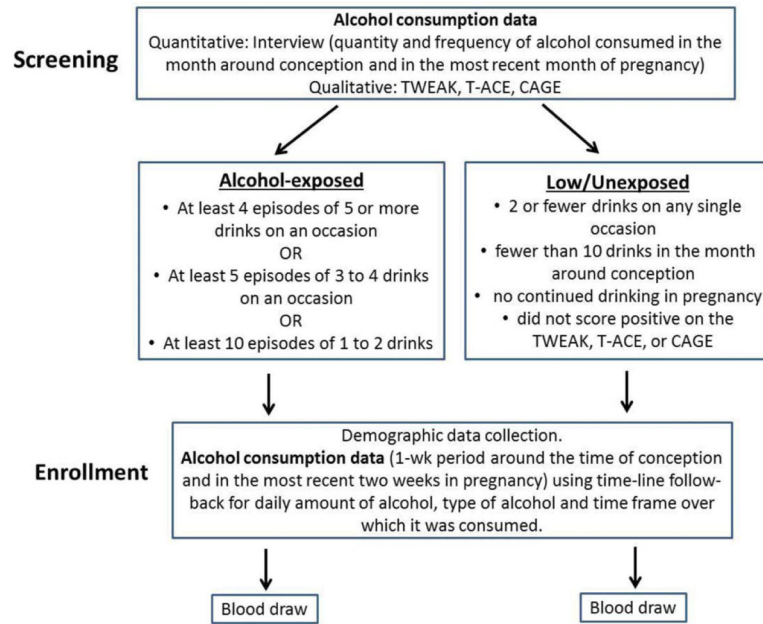 Screening
Alcohol consumption data
Quantitative: Interview (quantity and frequency of alcohol consumed in the
month around conception and in the most recent month of pregnancy)
Qualitative: TWEAK, T-ACE, CAGE
Alcohol-exposed
• At least 4 episodes of 5 or more
drinks on an occasion
OR
• At least 5 episodes of 3 to 4 drinks
on an occasion
OR
• At least 10 episodes of 1 to 2 drinks
Low/Unexposed
• 2 or fewer drinks on any single
occasion
• fewer than 10 drinks in the month
around conception
• no continued drinking in pregnancy
• did not score positive on the
TWEAK, T-ACE, or CAGE
Enrollment
Demographic data collection.
Alcohol consumption data (1-wk period around the time of conception
and in the most recent two weeks in pregnancy) using time-line follow-
back for daily amount of alcohol, type of alcohol and time frame over
which it was consumed.
Blood draw
Blood draw